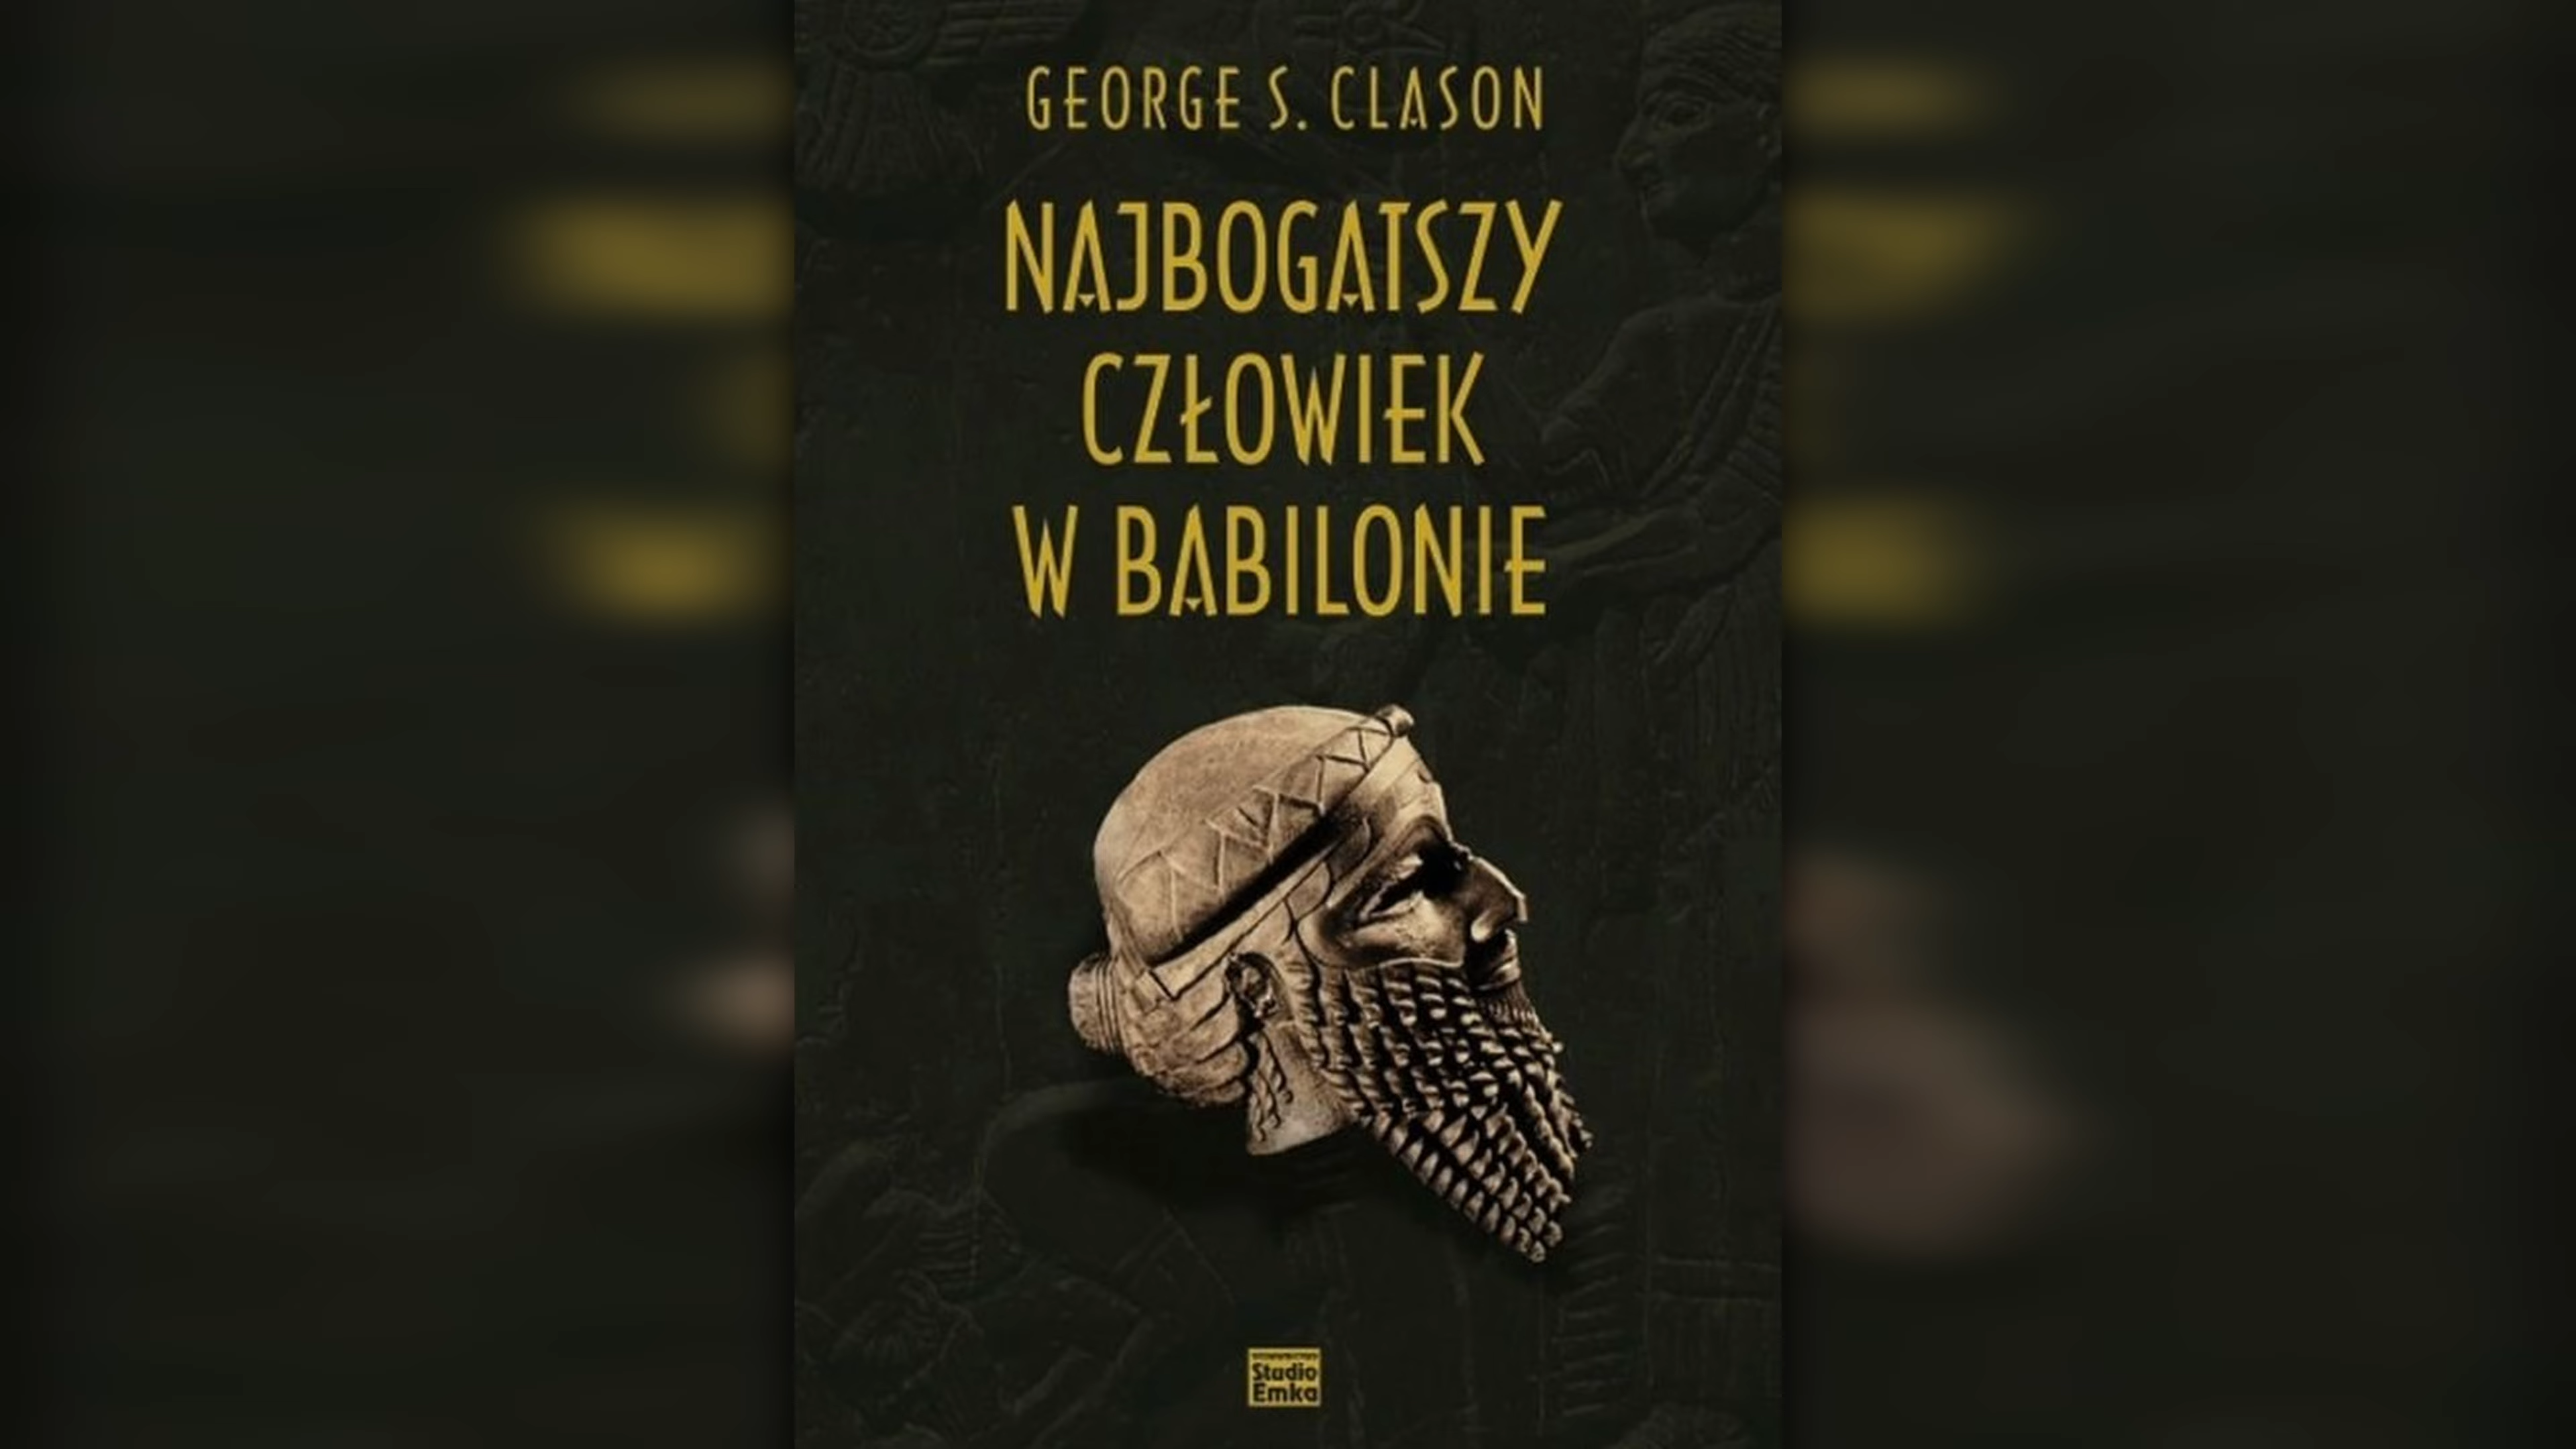 GEORGE S. CLASON
NAJBOGATSZY
CZŁOWIEK
W BABILONIE
Studio
Emka